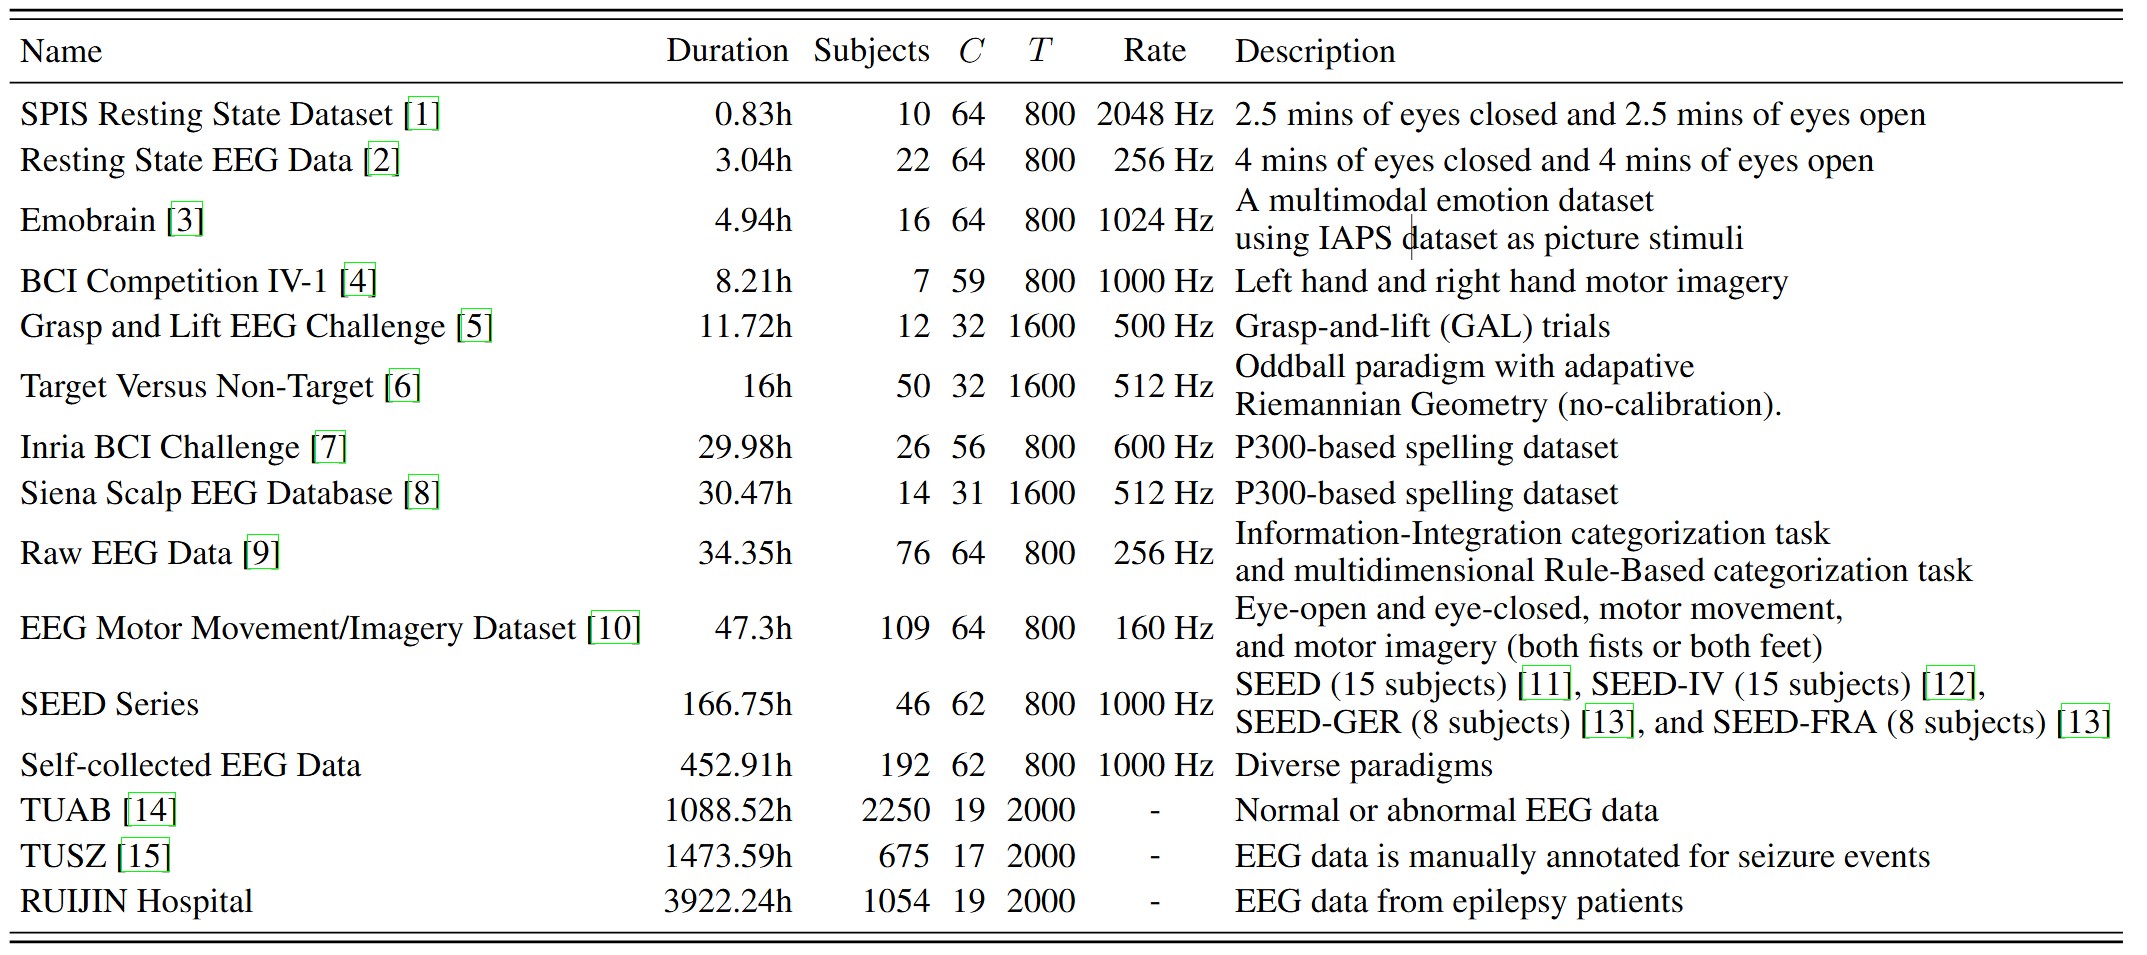 Name Duration Subjects C T Rate Description
SPIS Resting State Dataset [1] 0.83h 10 64 800 2048 Hz 2.5 mins of eyes closed and 2.5 mins of eyes open
Resting State EEG Data [2] 3.04h 22 64 800 256 Hz 4 mins of eyes closed and 4 mins of eyes open
Emobrain [3] 4.94h 16 64 800 1024 Hz A multimodal emotion dataset
using IAPS dataset as picture stimuli
BCI Competition IV-1 [4] 8.21h 7 59 800 1000 Hz Left hand and right hand motor imagery
Grasp and Lift EEG Challenge [5] 11.72h 12 32 1600 500 Hz Grasp-and-lift (GAL) trials
Target Versus Non-Target [6] 16h 50 32 1600 512 Hz Oddball paradigm with adapative
Riemannian Geometry (no-calibration).
Inria BCI Challenge [7] 29.98h 26 56 800 600 Hz P300-based spelling dataset
Siena Scalp EEG Database [8] 30.47h 14 31 1600 512 Hz P300-based spelling dataset
Raw EEG Data [9] 34.35h 76 64 800 256 Hz Information-Integration categorization task
and multidimensional Rule-Based categorization task
EEG Motor Movement/Imagery Dataset [10] 47.3h 109 64 800 160 Hz Eye-open and eye-closed, motor movement,
and motor imagery (both fists or both feet)
SEED Series 166.75h 46 62 800 1000 Hz SEED (15 subjects) [11], SEED-IV (15 subjects) [12],
SEED-GER (8 subjects) [13], and SEED-FRA (8 subjects) [13]
Self-collected EEG Data 452.91h 192 62 800 1000 Hz Diverse paradigms
TUAB [14] 1088.52h 2250 19 2000 - Normal or abnormal EEG data
TUSZ [15] 1473.59h 675 17 2000 - EEG data is manually annotated for seizure events
RUIJIN Hospital 3922.24h 1054 19 2000 - EEG data from epilepsy patients